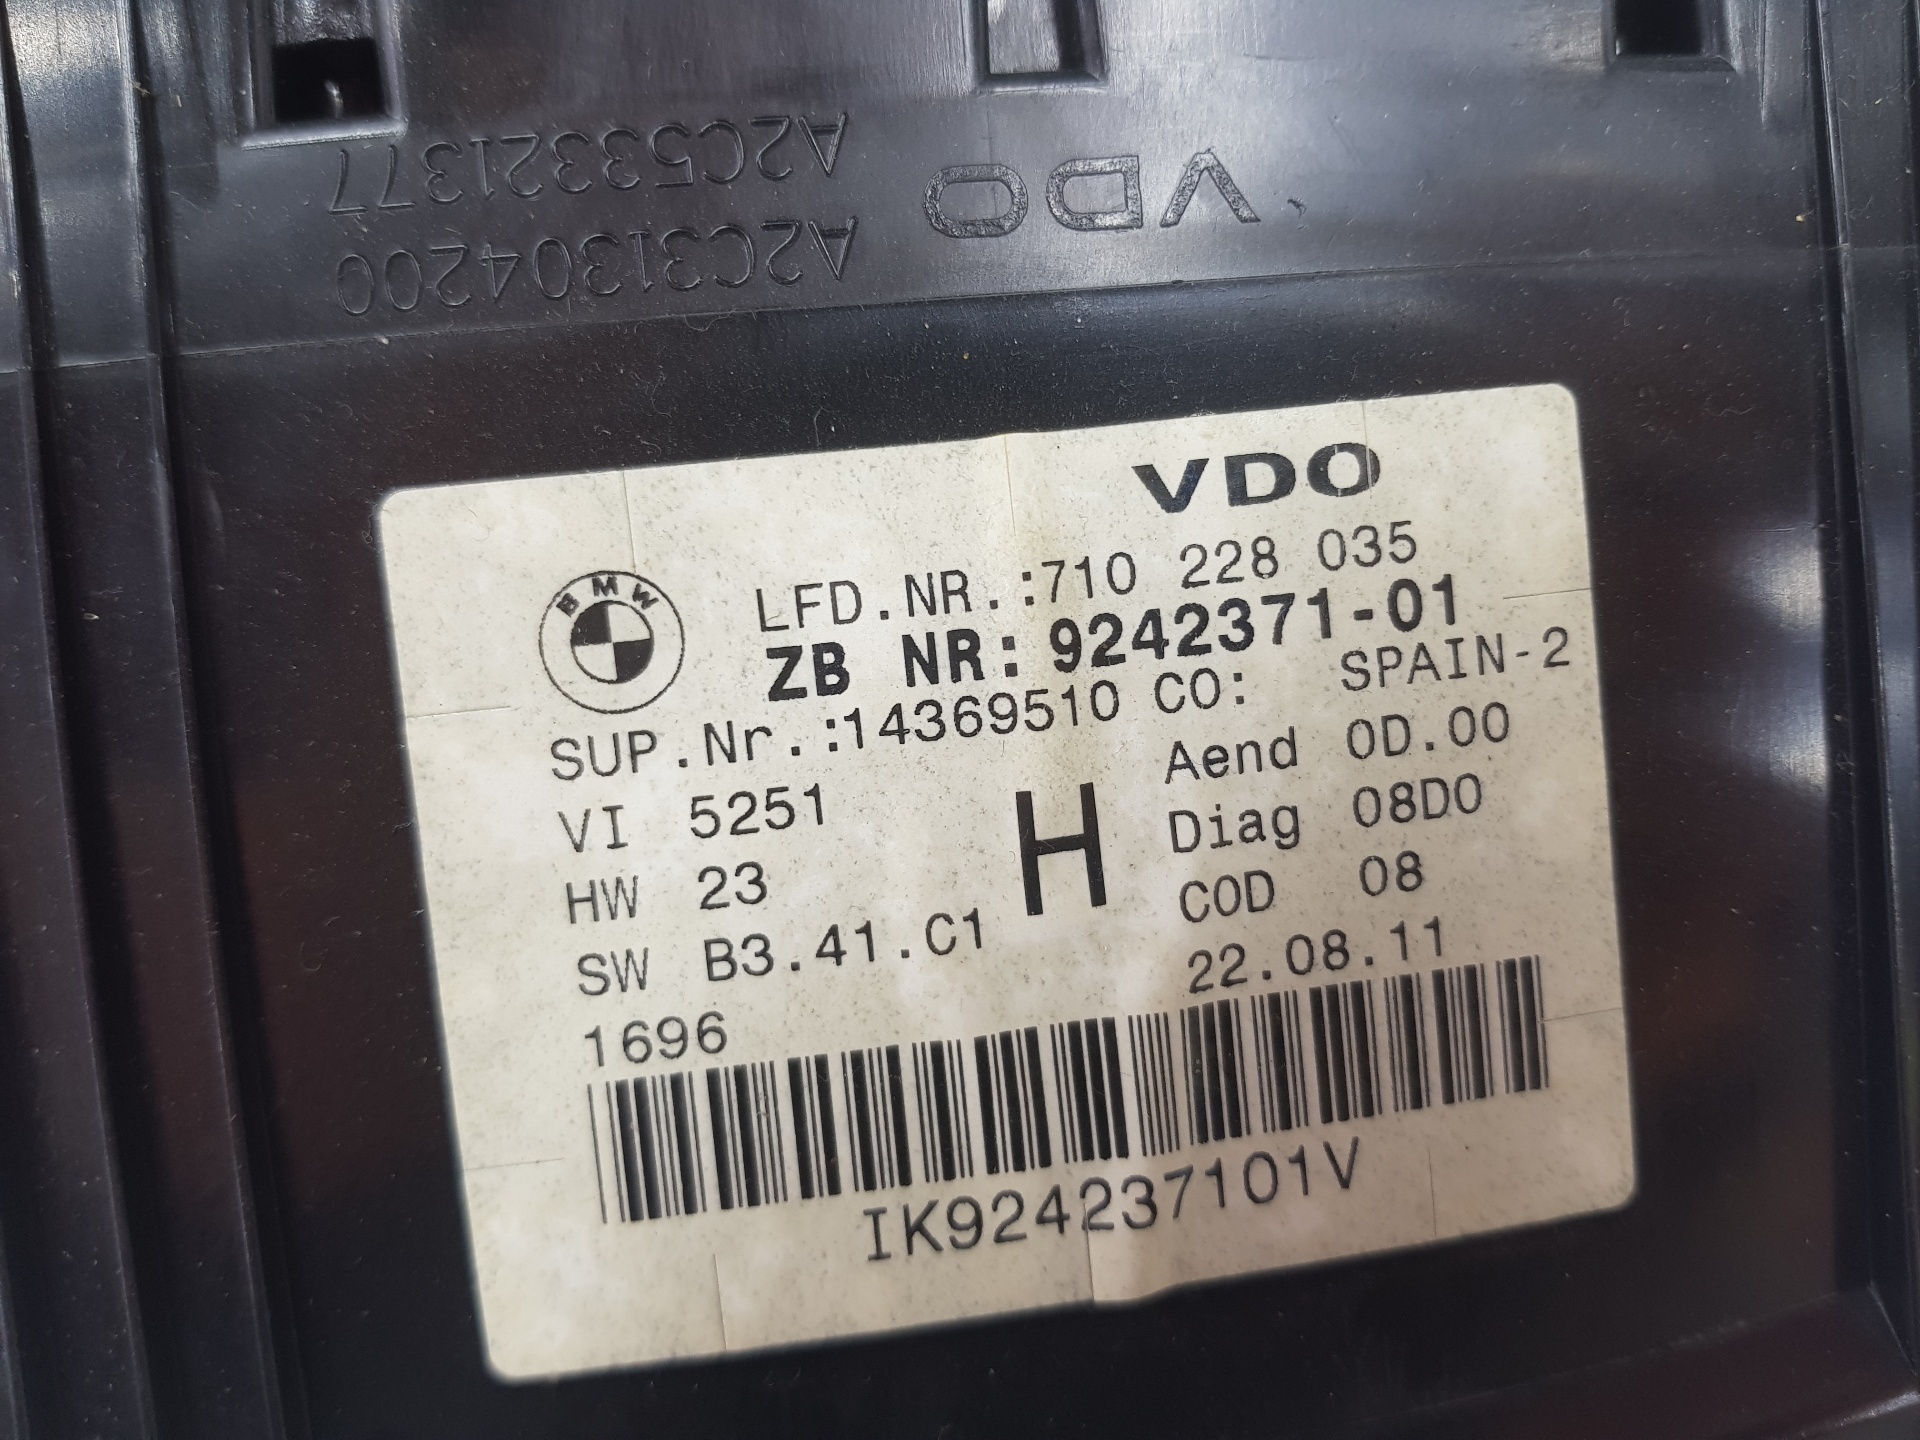 A2C53321377
A2C31304200
VDO
VDO
BMW
LFD.NR.:710 228 035
ZB NR:9242371-01
SUP.Nr.:14369510 CO: SPAIN-2
VI 5251
Aend 0D.00
HW 23
H
Diag 08D0
SW B3.41.C1
COD 08
1696
22.08.11
IK924237101V